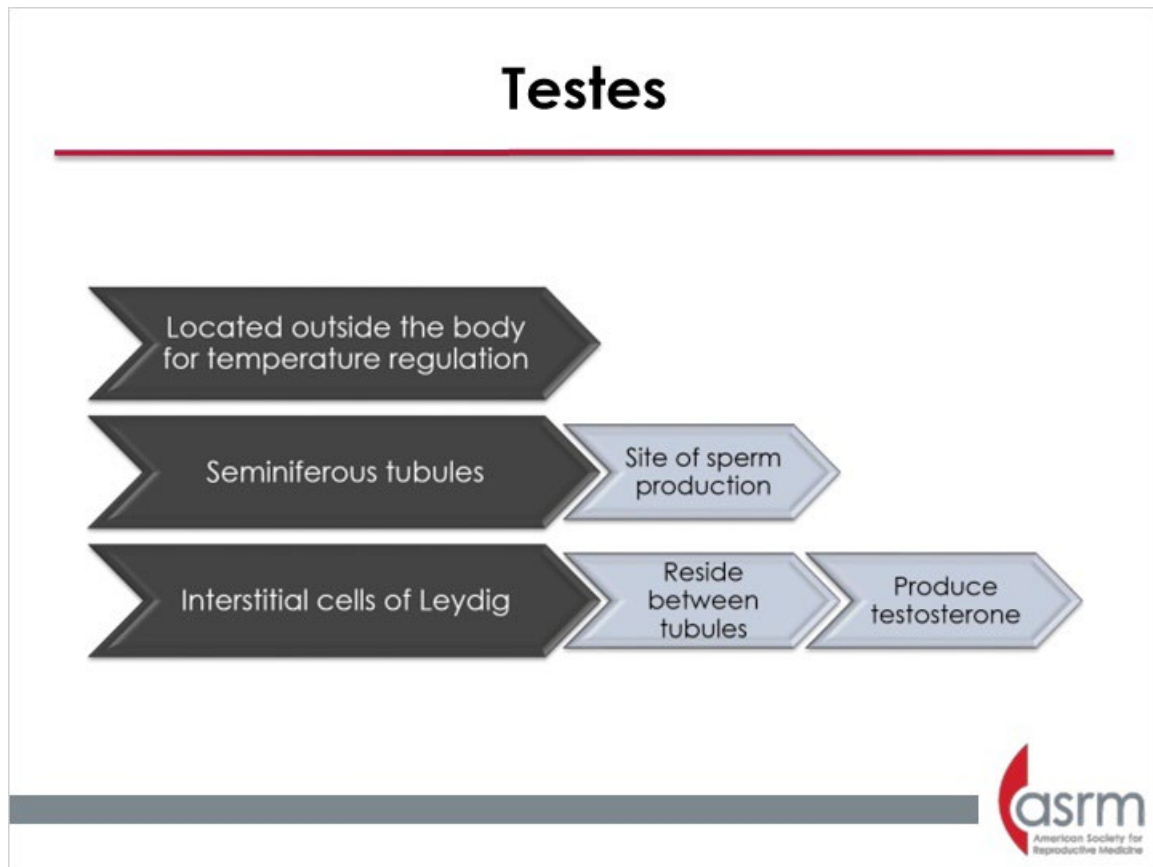 Testes
Located outside the body
for temperature regulation
Seminiferous tubules
Site of sperm
production
Interstitial cells of Leydig
Reside
between
tubules
Produce
testosterone
asrm
American Society for
Reproductive Medicine